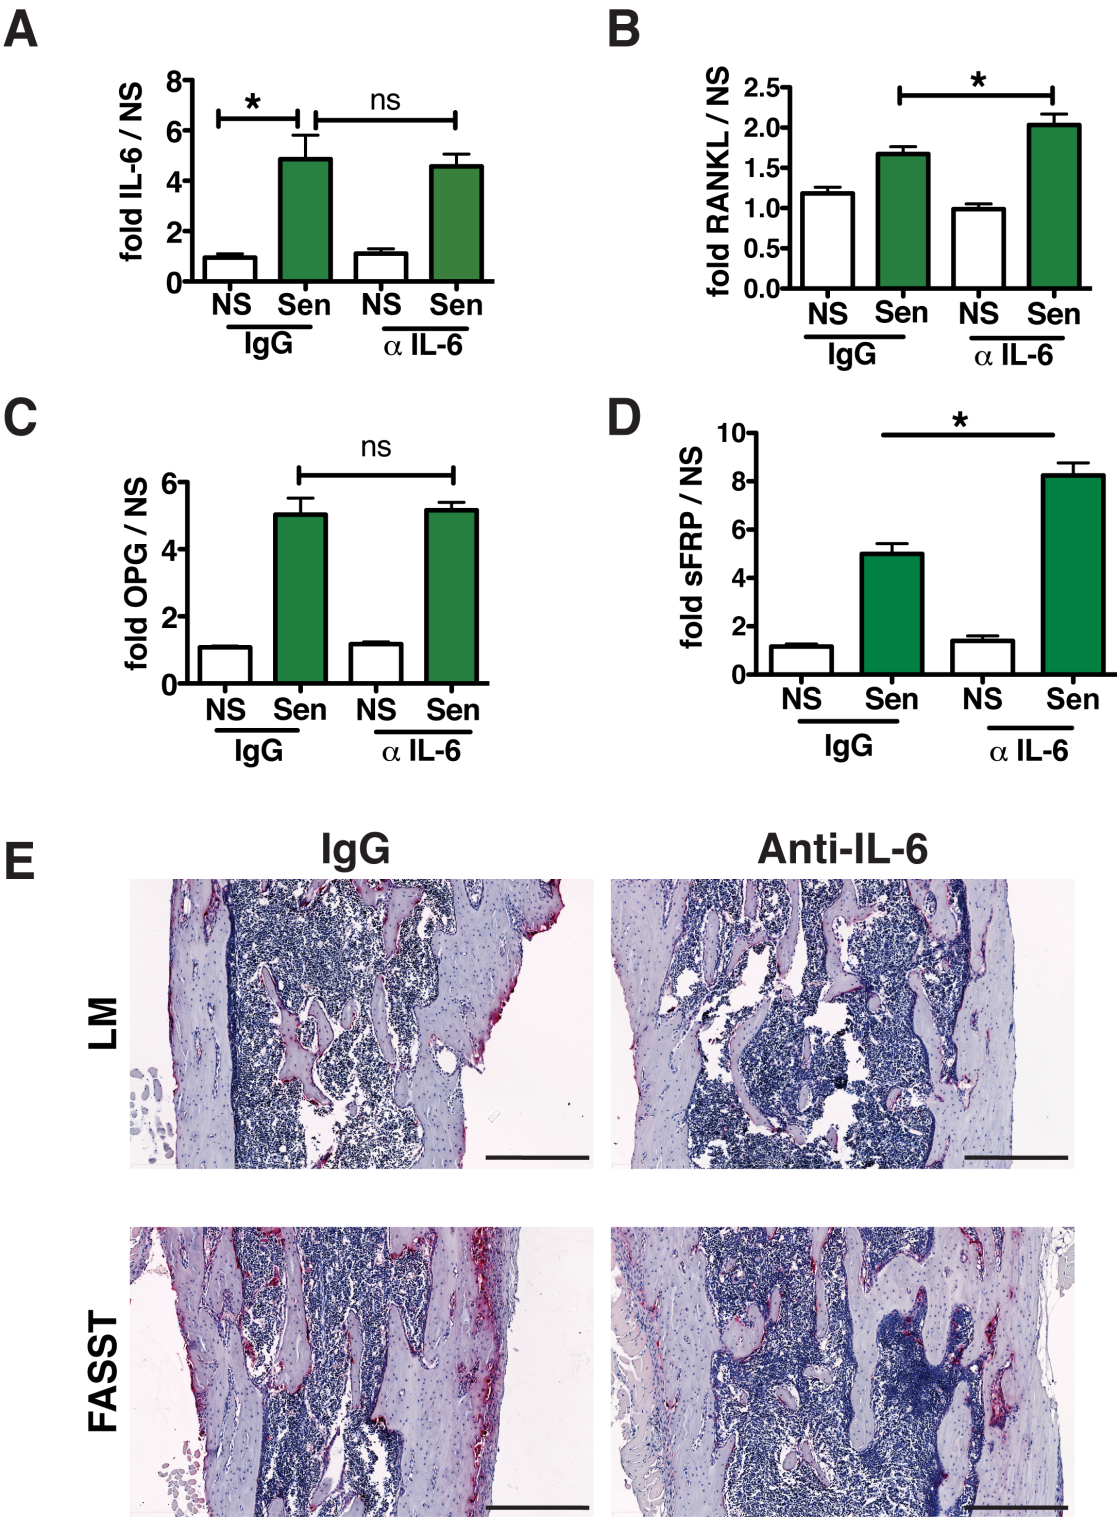 A
fold IL-6 / NS
8
6
4
2
0
*
ns
NS Sen NS Sen
IgG α IL-6
B
fold RANKL / NS
2.5
2.0
1.5
1.0
0.5
0.0
*
NS Sen NS Sen
IgG α IL-6
C
fold OPG / NS
6
4
2
0
ns
NS Sen NS Sen
IgG α IL-6
D
fold sFRP / NS
10
8
6
4
2
0
*
NS Sen NS Sen
IgG α IL-6
E
IgG Anti-IL-6
LM
FASST